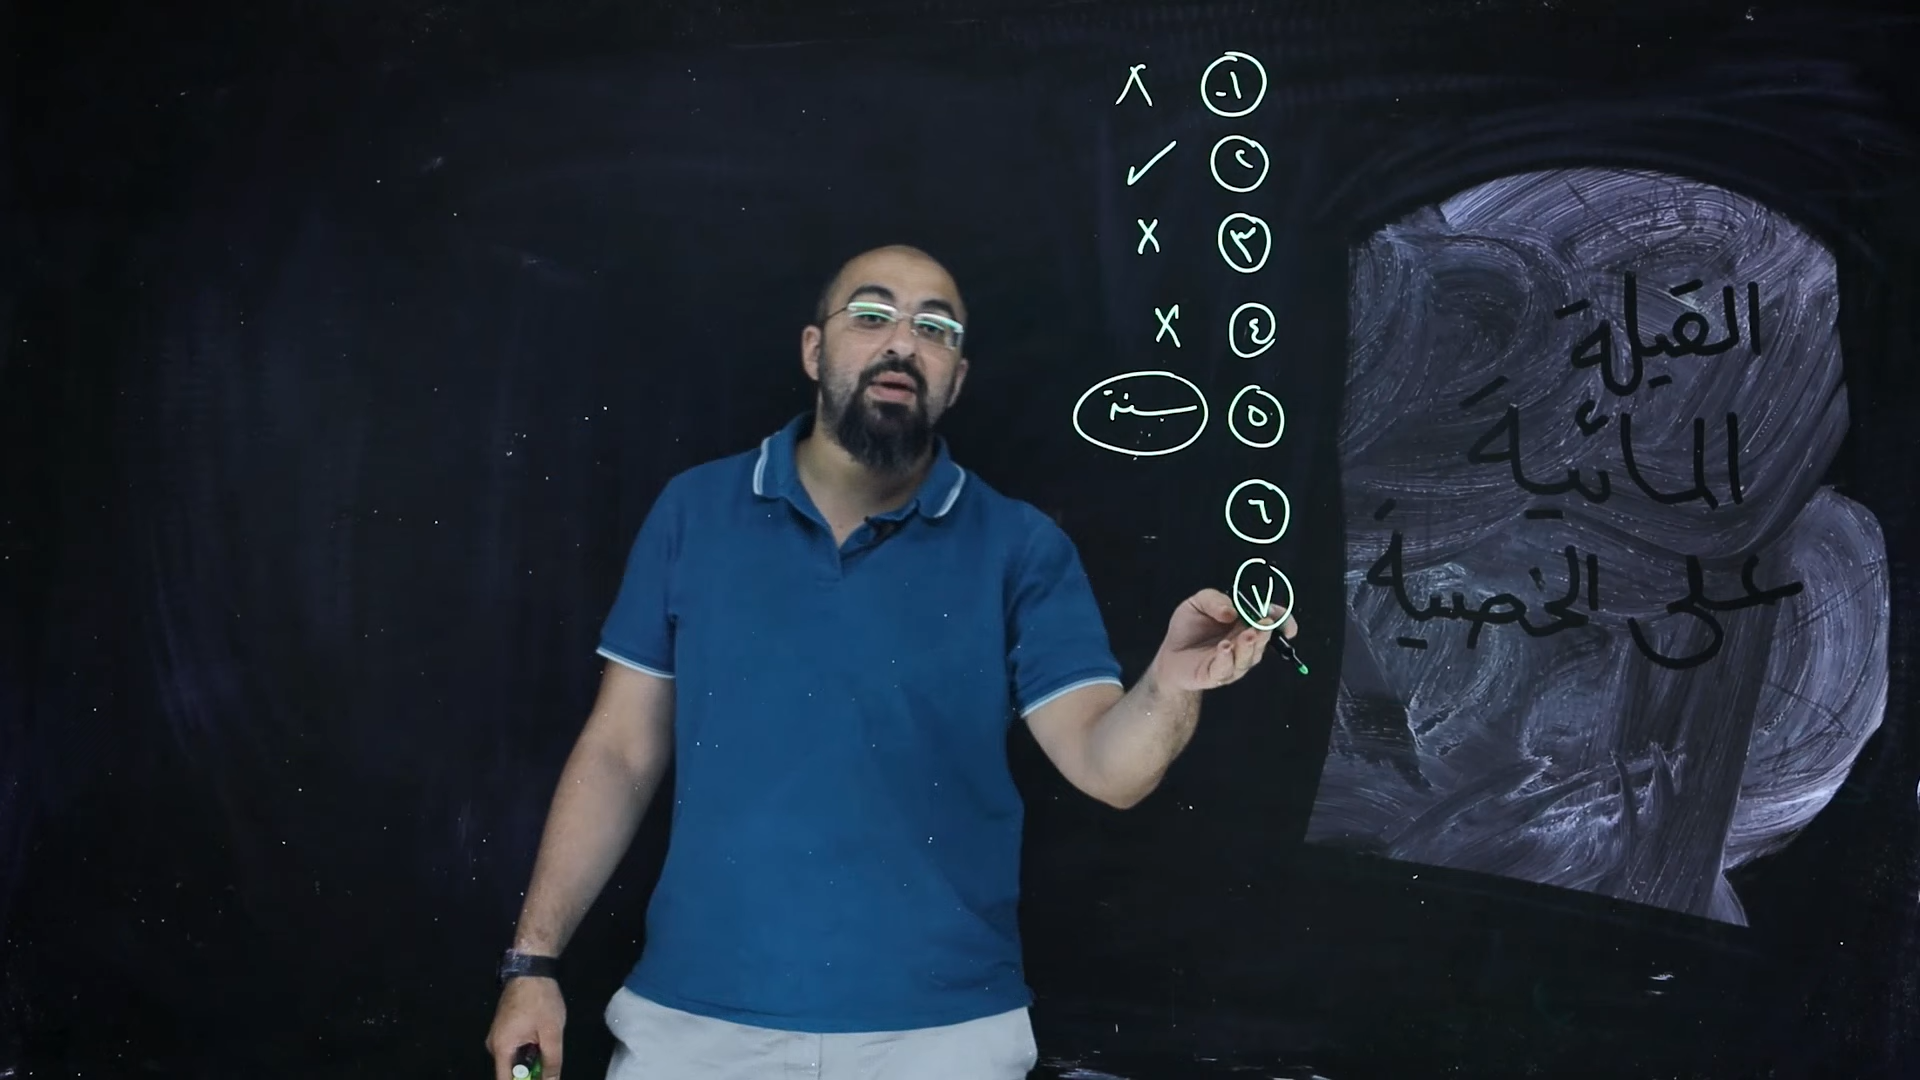 ١- X
٢ ✓
٣ X
٤ X
٥ سنة
٦
٧
القيلة
المائية
على الخصية